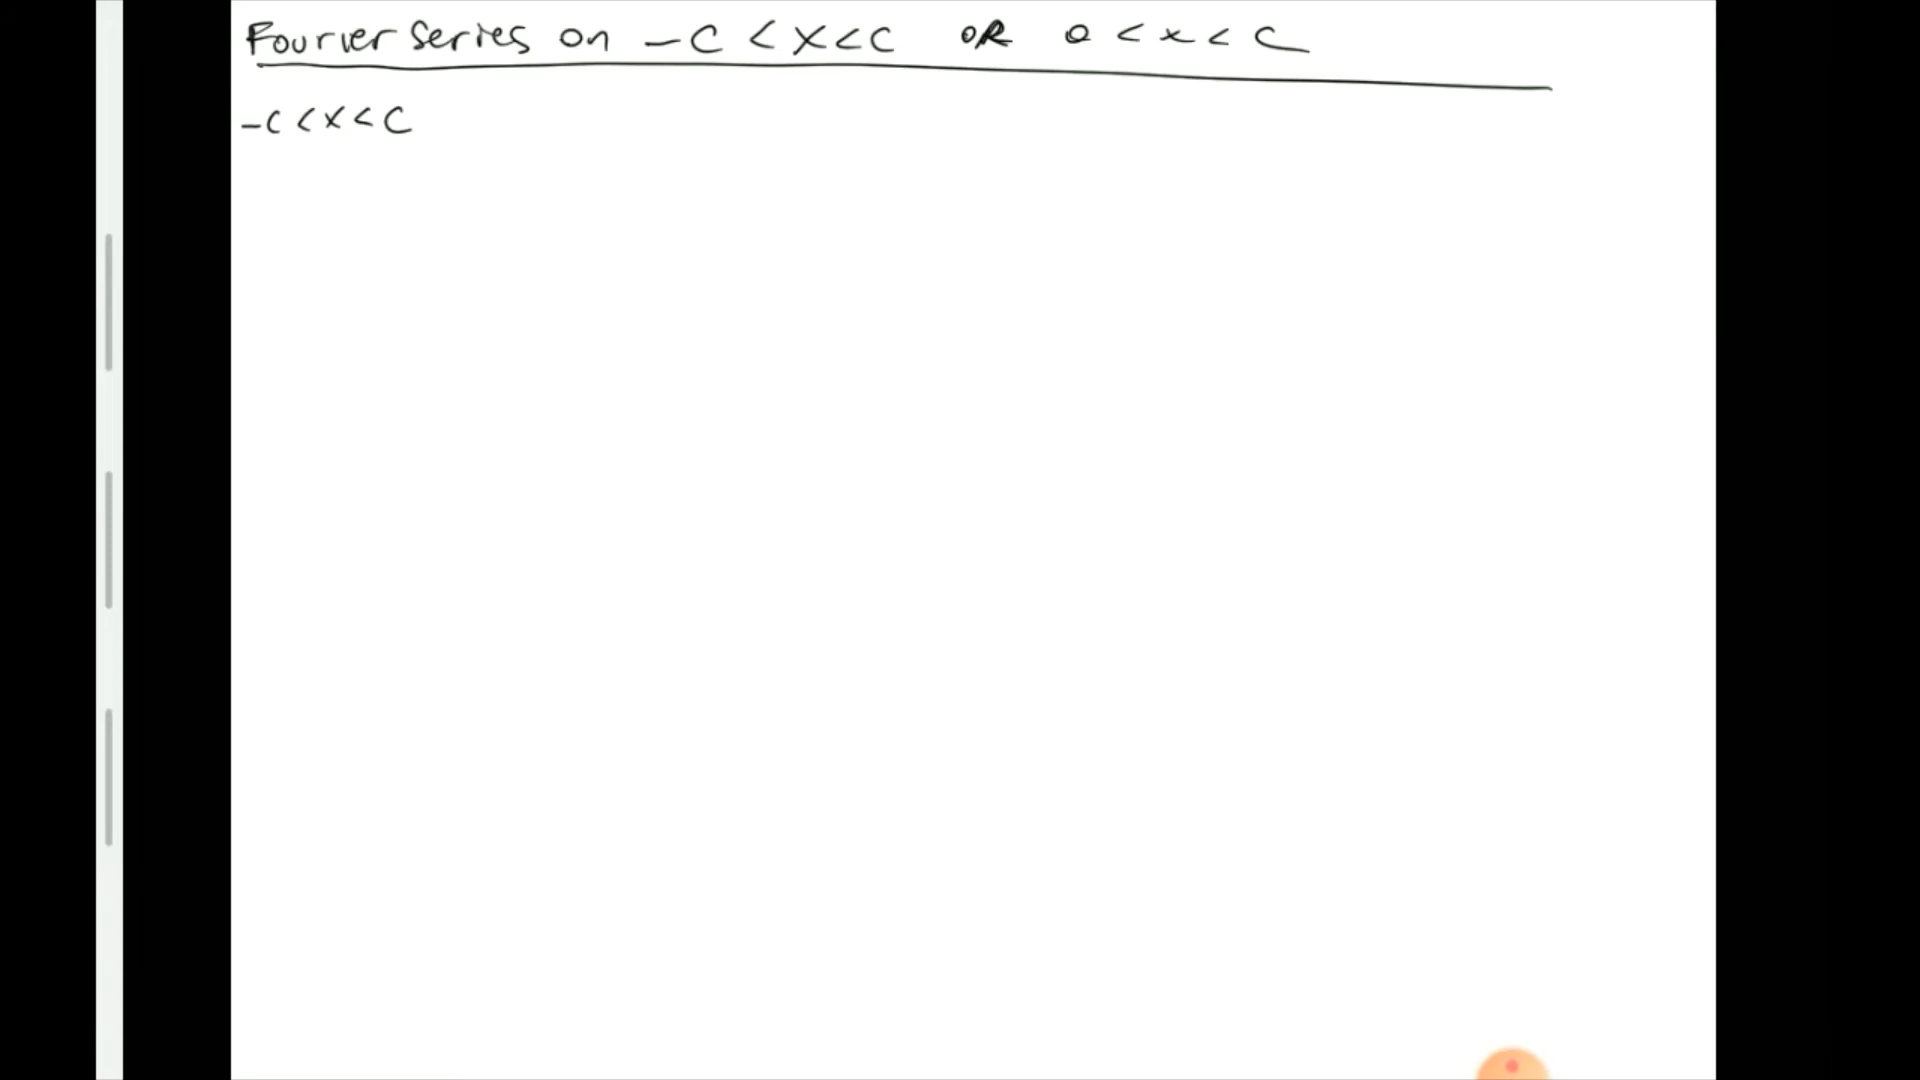 Fourier Series on -C < X < C OR 0 < x < C
-C < X < C